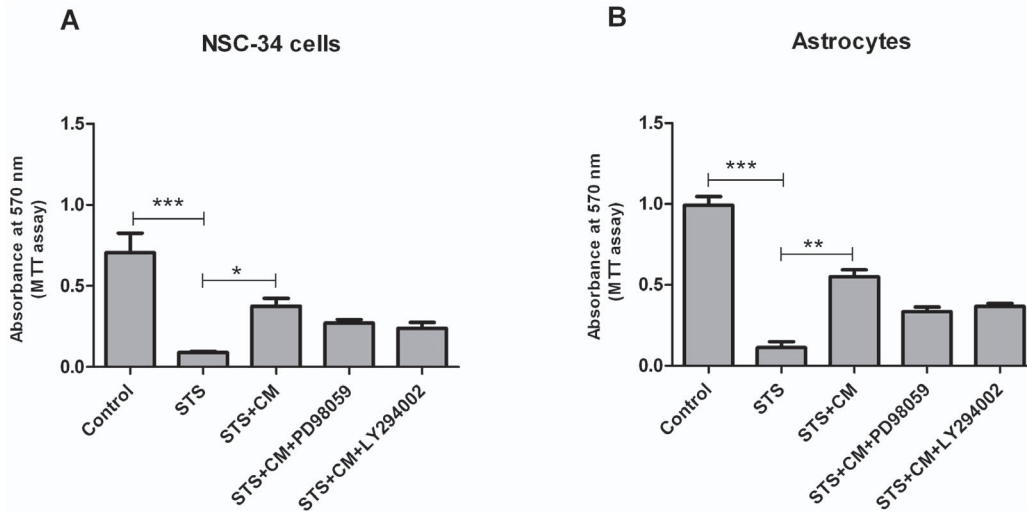 A
NSC-34 cells
Absorbance at 570 nm
(MTT assay)
1.5
1.0
0.5
0.0
***
*
Control
STS
STS+CM
STS+CM+PD98059
STS+CM+LY294002
B
Astrocytes
Absorbance at 570 nm
(MTT assay)
1.5
1.0
0.5
0.0
***
**
Control
STS
STS+CM
STS+CM+PD98059
STS+CM+LY294002